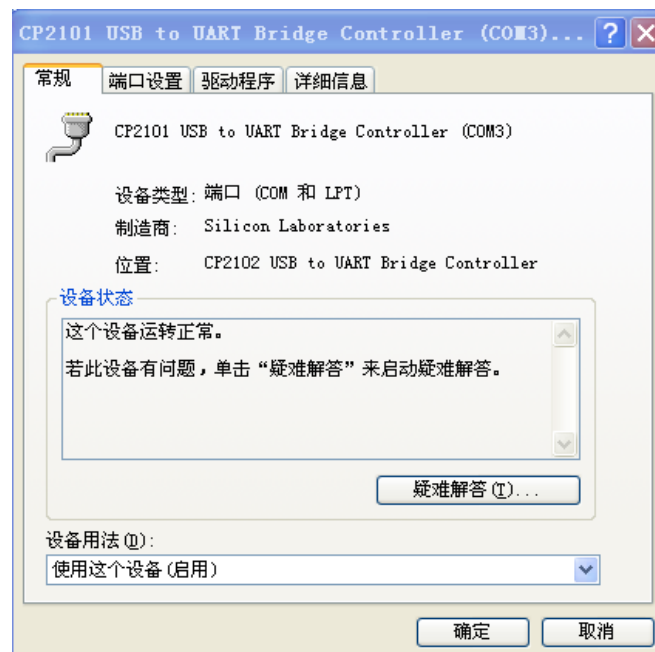 CP2101 USB to UART Bridge Controller (COM3)...
常规 端口设置 驱动程序 详细信息
CP2101 USB to UART Bridge Controller (COM3)
设备类型: 端口 (COM 和 LPT)
制造商: Silicon Laboratories
位置: CP2102 USB to UART Bridge Controller
设备状态
这个设备运转正常。
若此设备有问题，单击“疑难解答”来启动疑难解答。
疑难解答(T)...
设备用法(D):
使用这个设备(启用)
确定 取消